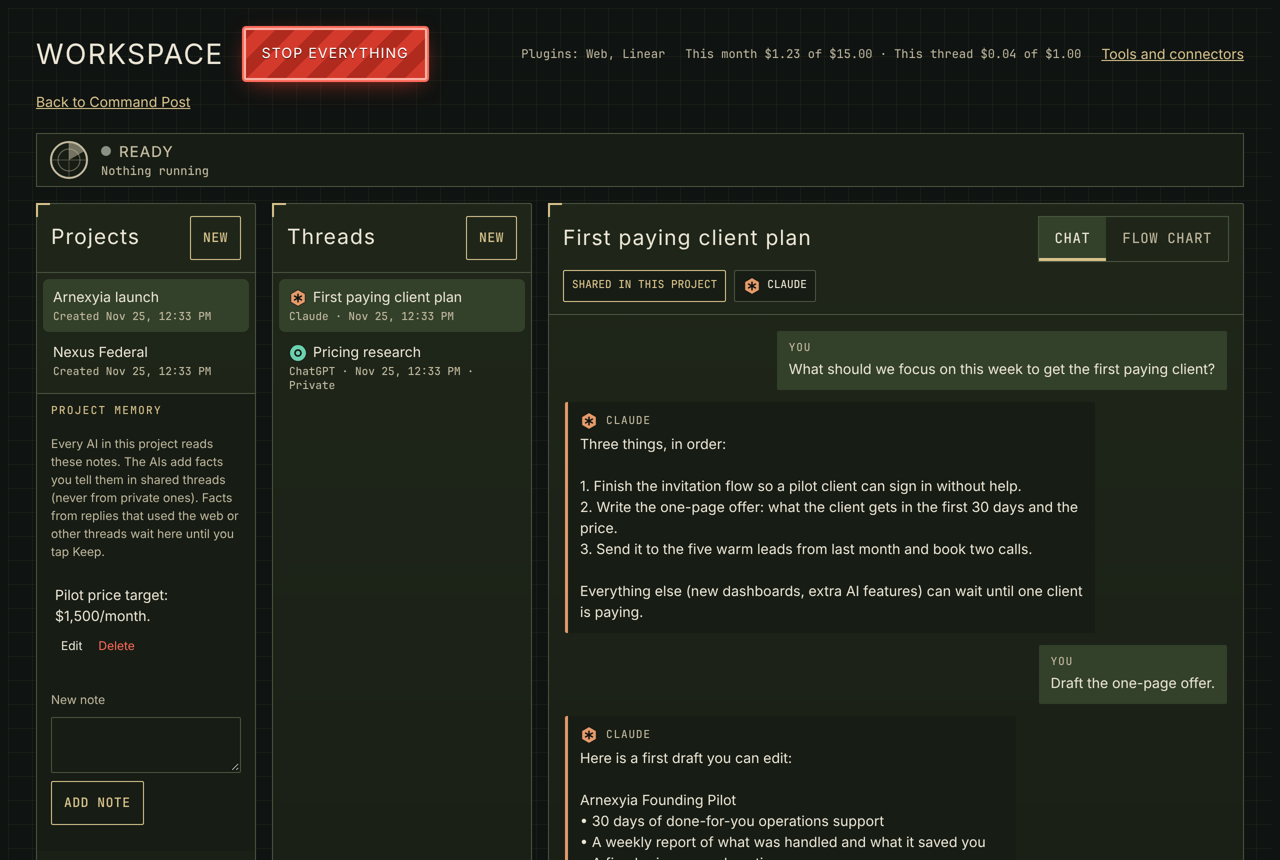 WORKSPACE
STOP EVERYTHING
Plugins: Web, Linear
This month $1.23 of $15.00 · This thread $0.04 of $1.00
Tools and connectors
Back to Command Post
READY
Nothing running
Projects
NEW
Arnexyia launch
Created Nov 25, 12:33 PM
Nexus Federal
Created Nov 25, 12:33 PM
PROJECT MEMORY
Every AI in this project reads
these notes. The AIs add facts
you tell them in shared threads
(never from private ones). Facts
from replies that used the web or
other threads wait here until you
tap Keep.
Pilot price target:
$1,500/month.
Edit
Delete
New note
ADD NOTE
Threads
NEW
First paying client plan
Claude · Nov 25, 12:33 PM
Pricing research
ChatGPT · Nov 25, 12:33 PM ·
Private
First paying client plan
CHAT
FLOW CHART
SHARED IN THIS PROJECT
CLAUDE
YOU
What should we focus on this week to get the first paying client?
CLAUDE
Three things, in order:
1. Finish the invitation flow so a pilot client can sign in without help.
2. Write the one-page offer: what the client gets in the first 30 days and the
price.
3. Send it to the five warm leads from last month and book two calls.
Everything else (new dashboards, extra AI features) can wait until one client
is paying.
YOU
Draft the one-page offer.
CLAUDE
Here is a first draft you can edit:
Arnexyia Founding Pilot
• 30 days of done-for-you operations support
• A weekly report of what was handled and what it saved you